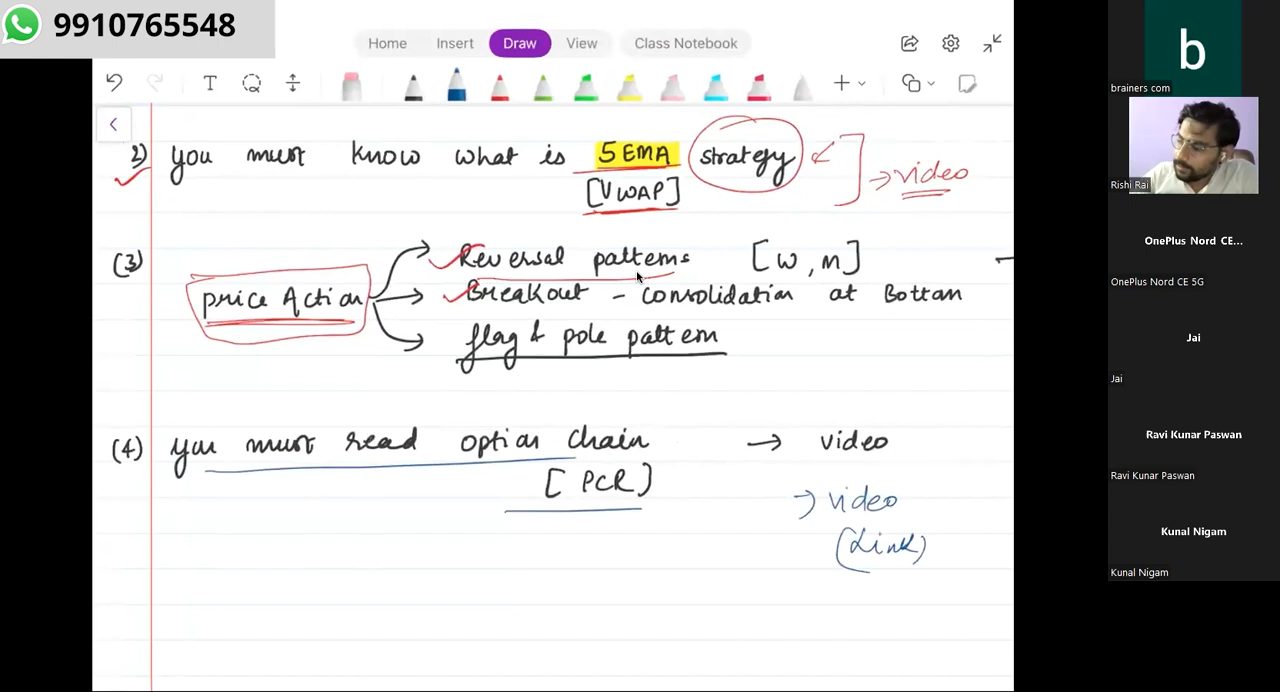 9910765548
Home Insert Draw View Class Notebook
b
brainers com
2) you must know what is 5 EMA strategy
[VWAP]
→ video
Rishi Rai
(3)
Price Action
Reversal patterns [W, M]
Breakout - consolidation at Bottom
flag & pole pattern
OnePlus Nord CE...
OnePlus Nord CE 5G
Jai
Jai
(4) you must read option chain → video
[PCR]
→ video
(Link)
Ravi Kunar Paswan
Ravi Kunar Paswan
Kunal Nigam
Kunal Nigam